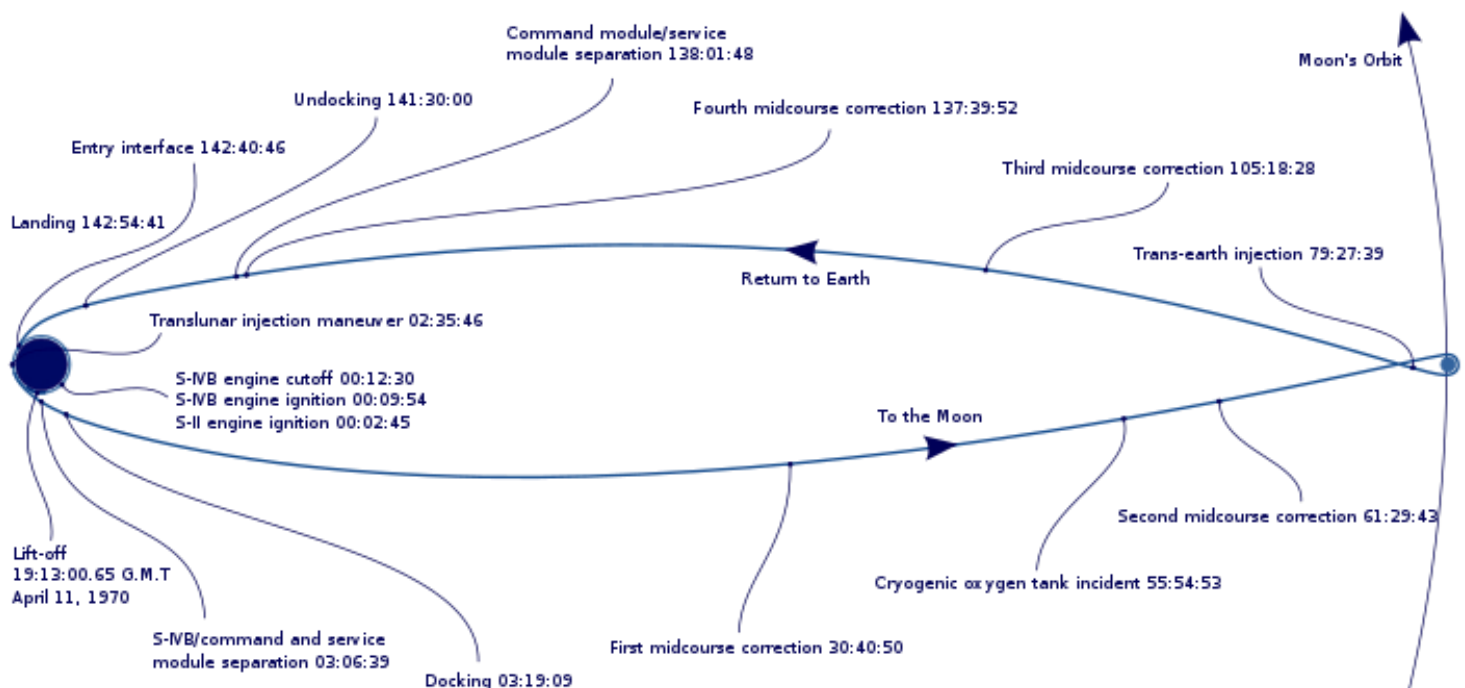 Command module/service
module separation 138:01:48
Moon's Orbit
Undocking 141:30:00
Fourth midcourse correction 137:39:52
Entry interface 142:40:46
Third midcourse correction 105:18:28
Landing 142:54:41
Trans-earth injection 79:27:39
Return to Earth
Translunar injection maneuver 02:35:46
S-IVB engine cutoff 00:12:30
S-IVB engine ignition 00:09:54
S-II engine ignition 00:02:45
To the Moon
Second midcourse correction 61:29:43
Lift-off
19:13:00.65 G.M.T
April 11, 1970
Cryogenic oxygen tank incident 55:54:53
S-IVB/command and service
module separation 03:06:39
First midcourse correction 30:40:50
Docking 03:19:09